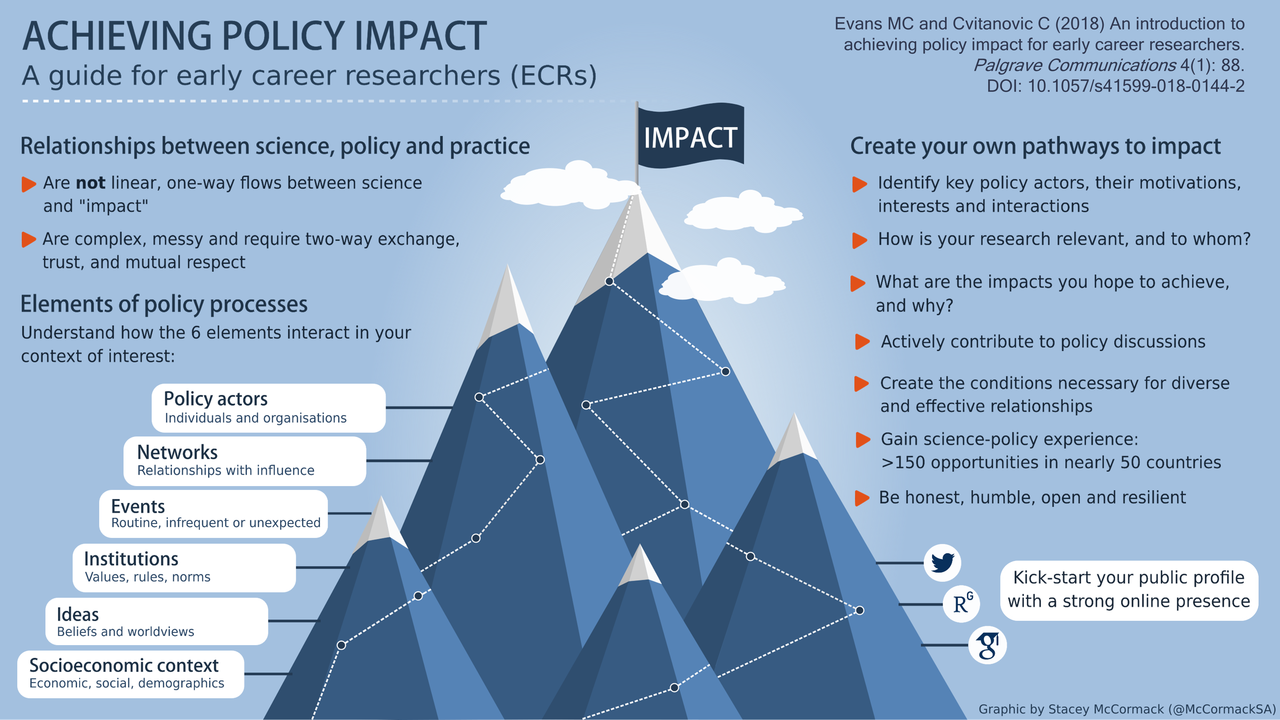 ACHIEVING POLICY IMPACT
A guide for early career researchers (ECRs)
Evans MC and Cvitanovic C (2018) An introduction to
achieving policy impact for early career researchers.
Palgrave Communications 4(1): 88.
DOI: 10.1057/s41599-018-0144-2
IMPACT
Relationships between science, policy and practice
Are not linear, one-way flows between science
and "impact"
Are complex, messy and require two-way exchange,
trust, and mutual respect
Elements of policy processes
Understand how the 6 elements interact in your
context of interest:
Policy actors
Individuals and organisations
Networks
Relationships with influence
Events
Routine, infrequent or unexpected
Institutions
Values, rules, norms
Ideas
Beliefs and worldviews
Socioeconomic context
Economic, social, demographics
Create your own pathways to impact
Identify key policy actors, their motivations,
interests and interactions
How is your research relevant, and to whom?
What are the impacts you hope to achieve,
and why?
Actively contribute to policy discussions
Create the conditions necessary for diverse
and effective relationships
Gain science-policy experience:
>150 opportunities in nearly 50 countries
Be honest, humble, open and resilient
RG
g
Kick-start your public profile
with a strong online presence
Graphic by Stacey McCormack (@McCormackSA)